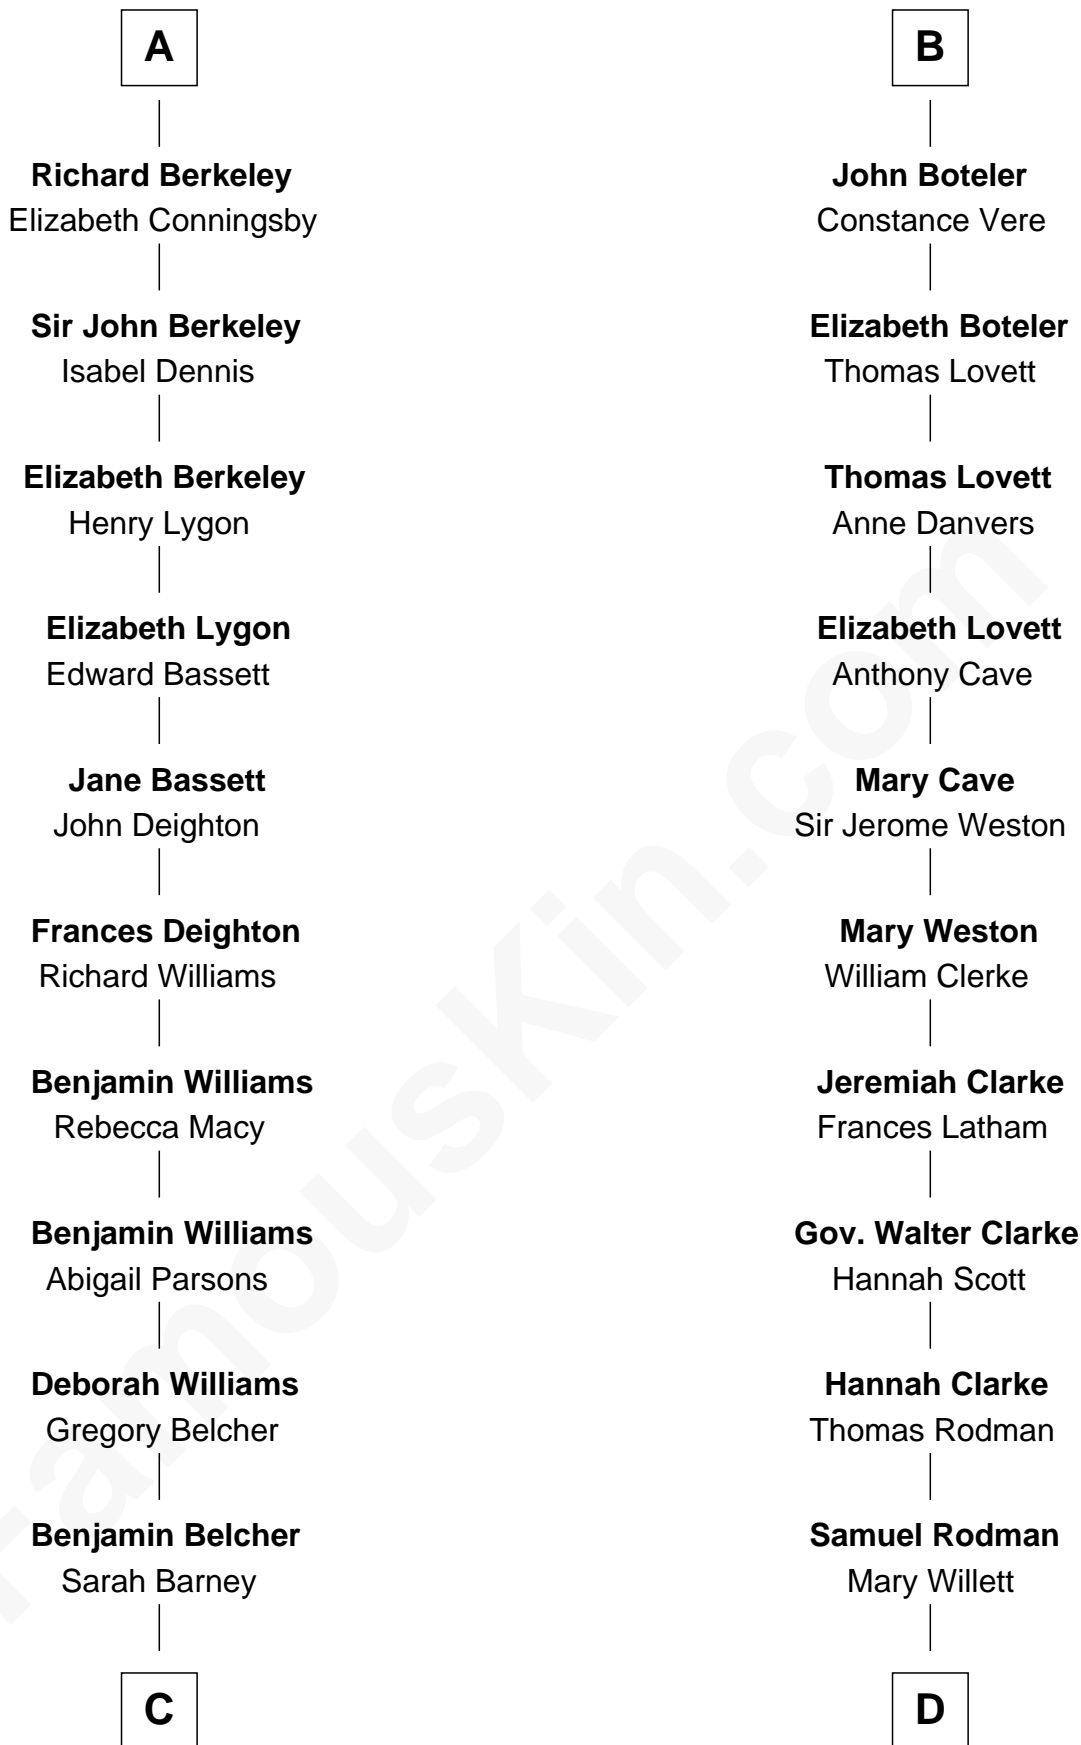 A
Richard Berkeley
Elizabeth Conningsby
Sir John Berkeley
Isabel Dennis
Elizabeth Berkeley
Henry Lygon
Elizabeth Lygon
Edward Bassett
Jane Bassett
John Deighton
Frances Deighton
Richard Williams
Benjamin Williams
Rebecca Macy
Benjamin Williams
Abigail Parsons
Deborah Williams
Gregory Belcher
Benjamin Belcher
Sarah Barney
C
B
John Boteler
Constance Vere
Elizabeth Boteler
Thomas Lovett
Thomas Lovett
Anne Danvers
Elizabeth Lovett
Anthony Cave
Mary Cave
Sir Jerome Weston
Mary Weston
William Clerke
Jeremiah Clarke
Frances Latham
Gov. Walter Clarke
Hannah Scott
Hannah Clarke
Thomas Rodman
Samuel Rodman
Mary Willett
D
FamousKin.com